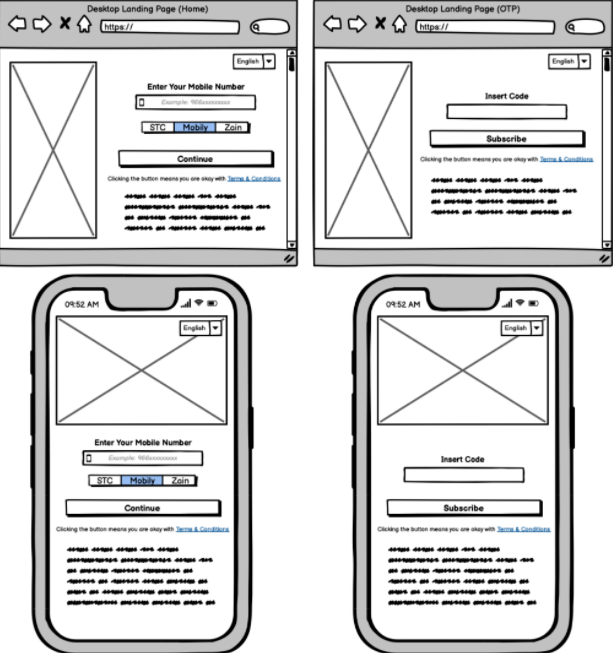 Desktop Landing Page (Home)
https://
English
Enter Your Mobile Number
Example: 966xxxxxxxxx
STC Mobily Zain
Continue
Clicking the button means you are okay with Terms & Conditions
Desktop Landing Page (OTP)
https://
English
Insert Code
Subscribe
Clicking the button means you are okay with Terms & Conditions
09:52 AM
English
Enter Your Mobile Number
Example: 966xxxxxxxxx
STC Mobily Zain
Continue
Clicking the button means you are okay with Terms & Conditions
09:52 AM
English
Insert Code
Subscribe
Clicking the button means you are okay with Terms & Conditions